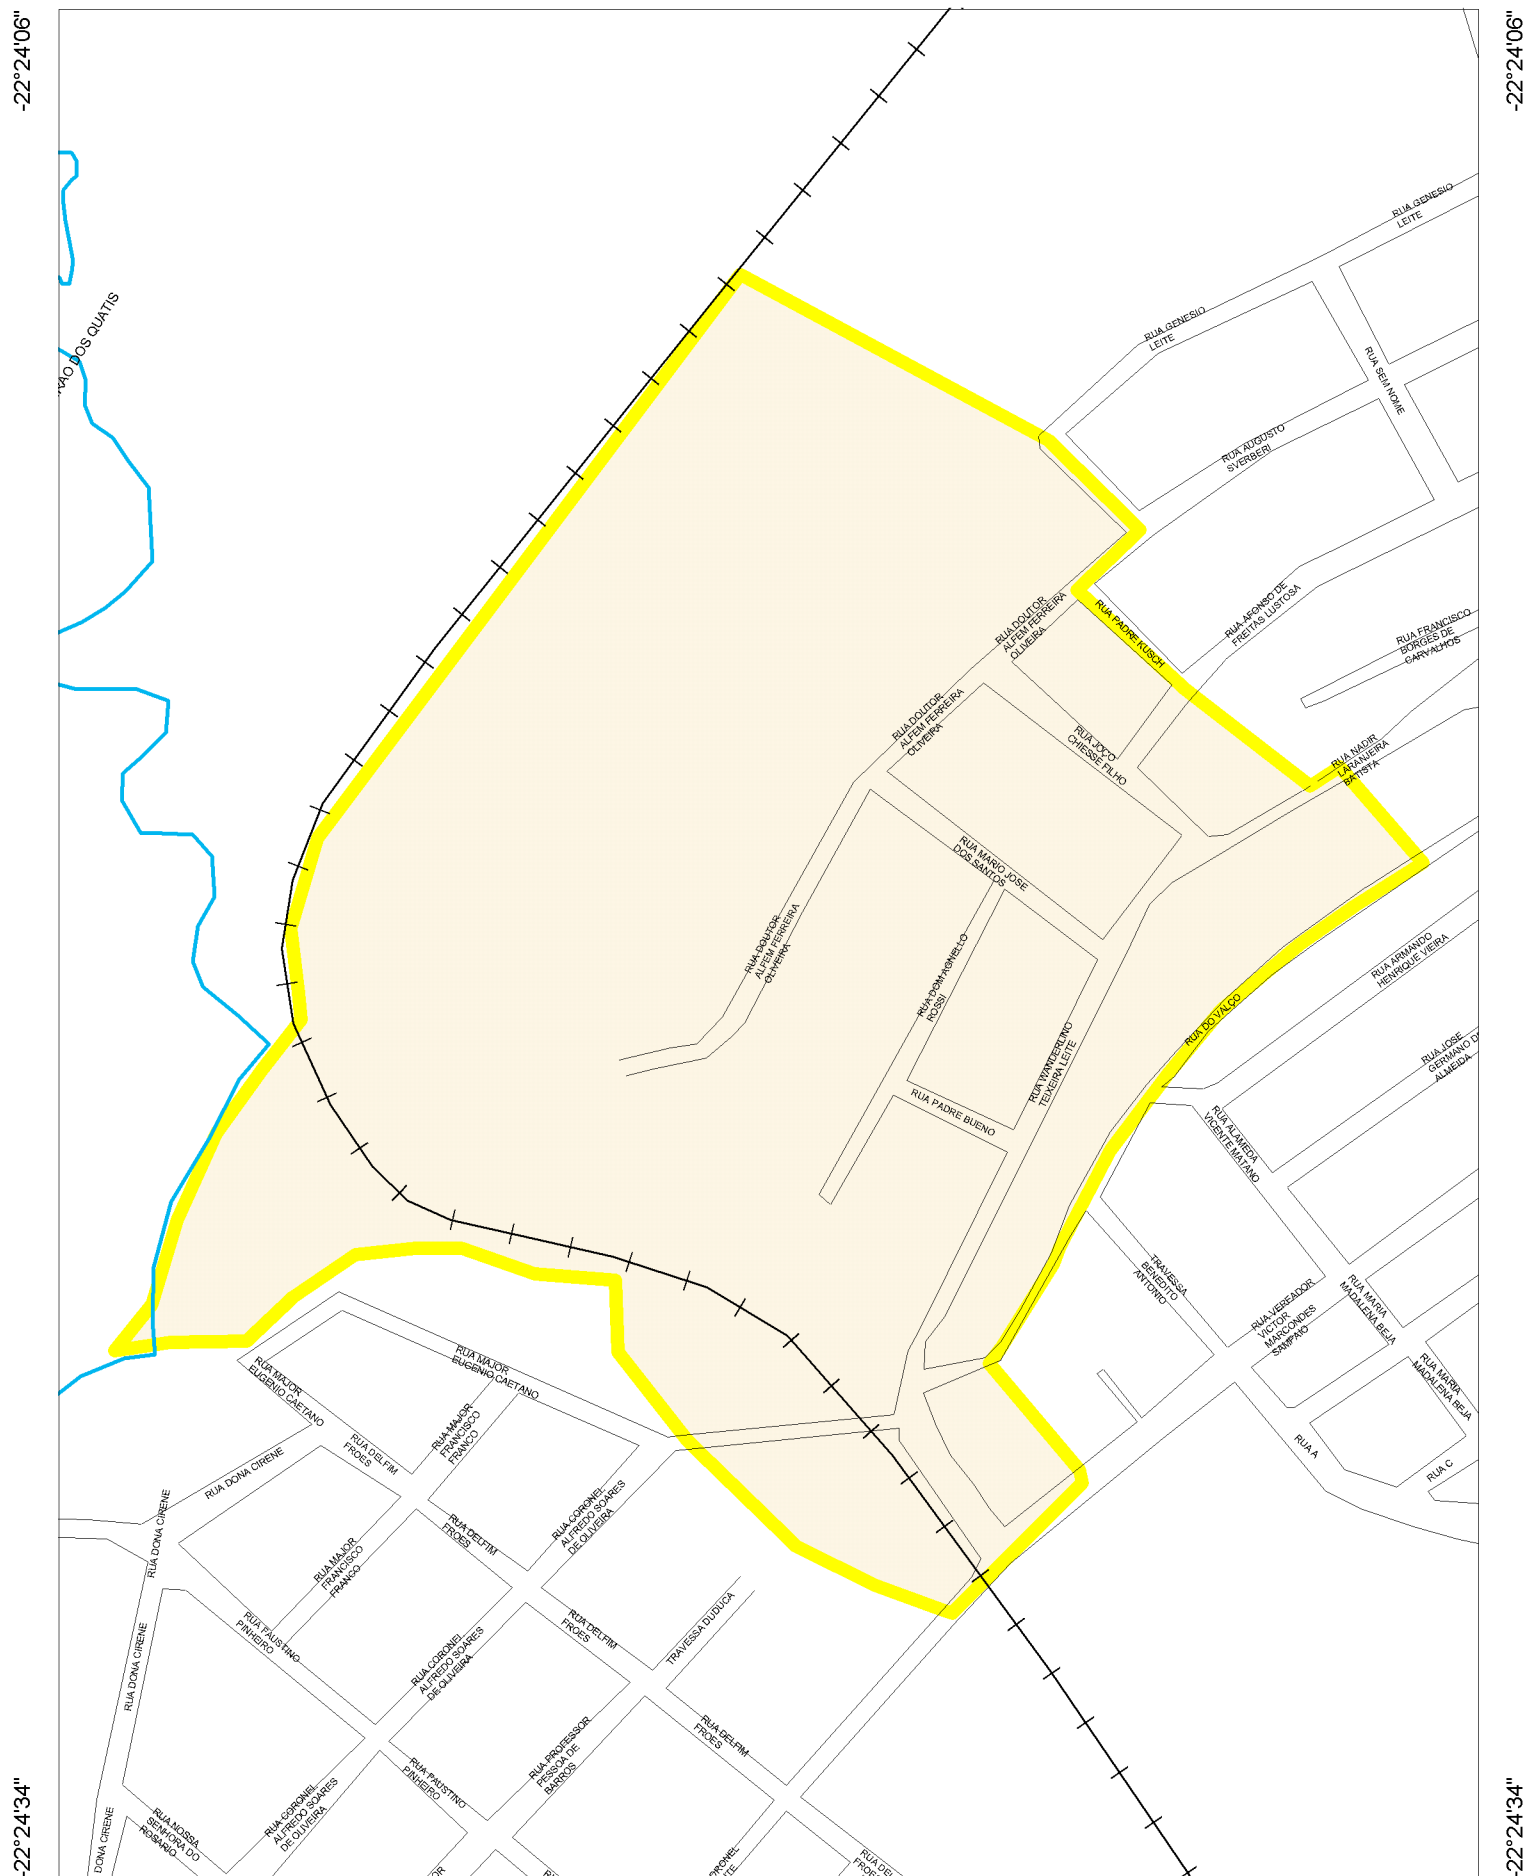 -22°24'06"
-22°24'06"
RUA GENESIO
LEITE
DOS QUATIS
RUA GENESIO
LEITE
RUA SEM NOME
RUA AUGUSTO
SVERBERI
RUA DOUTOR
ALFEM FERREIRA
OLIVEIRA
RUA PADRE KUSCH
RUA AFONSO DE
FREITAS LUSTOSA
RUA FRANCISCO
BORGES DE
CARVALHOS
RUA DOUTOR
ALFEM FERREIRA
OLIVEIRA
RUA JOÇO
CHIESSE FILHO
RUA NADIR
LARANJEIRA
BATISTA
RUA MARIO JOSE
DOS SANTOS
RUA DOUTOR
ALFEM FERREIRA
OLIVEIRA
RUA DOM AGNELLO
ROSSI
RUA ARMANDO
HENRIQUE VIEIRA
RUA DO VALÇO
RUA WANDERLINO
TEIXEIRA LEITE
RUA JOSE
GERMANO D
ALMEIDA
RUA PADRE BUENO
RUA ALAMEDA
VICENTE MATANO
TRAVESSA
BENEDITO
ANTONIO
RUA VEREADOR
VICTOR
MARCONDES
SAMPAIO
RUA MARIA
MADALENA BEJA
RUA MARIA
MADALENA BEJA
RUA MAJOR
EUGENIO CAETANO
RUA MAJOR
EUGENIO CAETANO
RUA MAJOR
FRANCISCO
FRANCO
RUA DELFIM
FROES
RUA A
RUA C
RUA DONA CIRENE
RUA DONA CIRENE
RUA CORONEL
ALFREDO SOARES
DE OLIVEIRA
RUA DELFIM
FROES
RUA MAJOR
FRANCISCO
FRANCO
RUA FAUSTINO
PINHEIRO
RUA DELFIM
FROES
TRAVESSA DUDUCA
RUA DONA CIRENE
RUA CORONEL
ALFREDO SOARES
DE OLIVEIRA
RUA DELFIM
FROES
RUA PROFESSOR
PESSOA DE
BARROS
RUA FAUSTINO
PINHEIRO
RUA CORONEL
ALFREDO SOARES
DE OLIVEIRA
RUA NOSSA
SENHORA DO
ROSARIO
DONA CIRENE
-22°24'34"
-22°24'34"